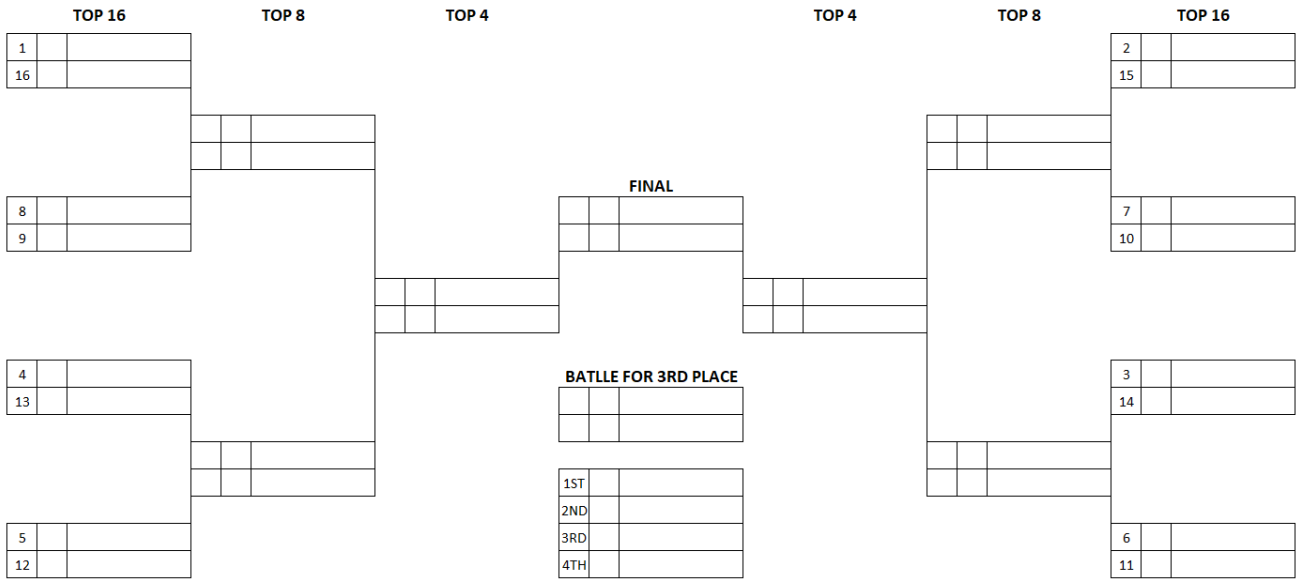 TOP 16 TOP 8 TOP 4 TOP 4 TOP 8 TOP 16
1 2
16 15
FINAL
8 7
9 10
4 3
BATLLE FOR 3RD PLACE
13 14
1ST
2ND
5 3RD 6
12 4TH 11